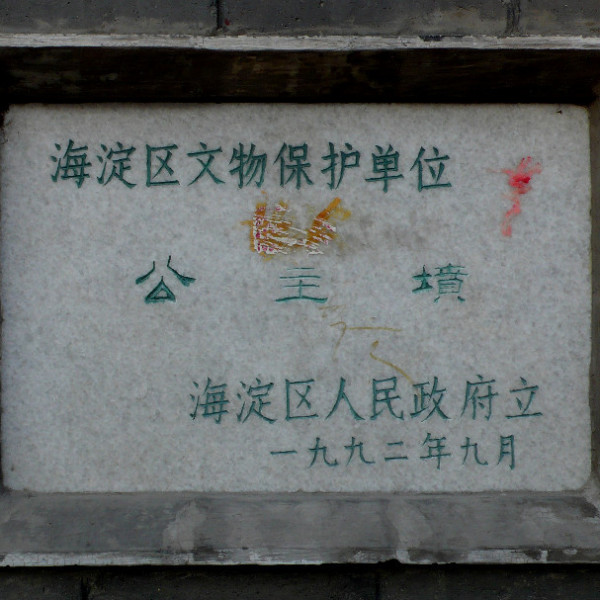 海淀区文物保护单位
公主墳
海淀区人民政府立
一九九二年九月